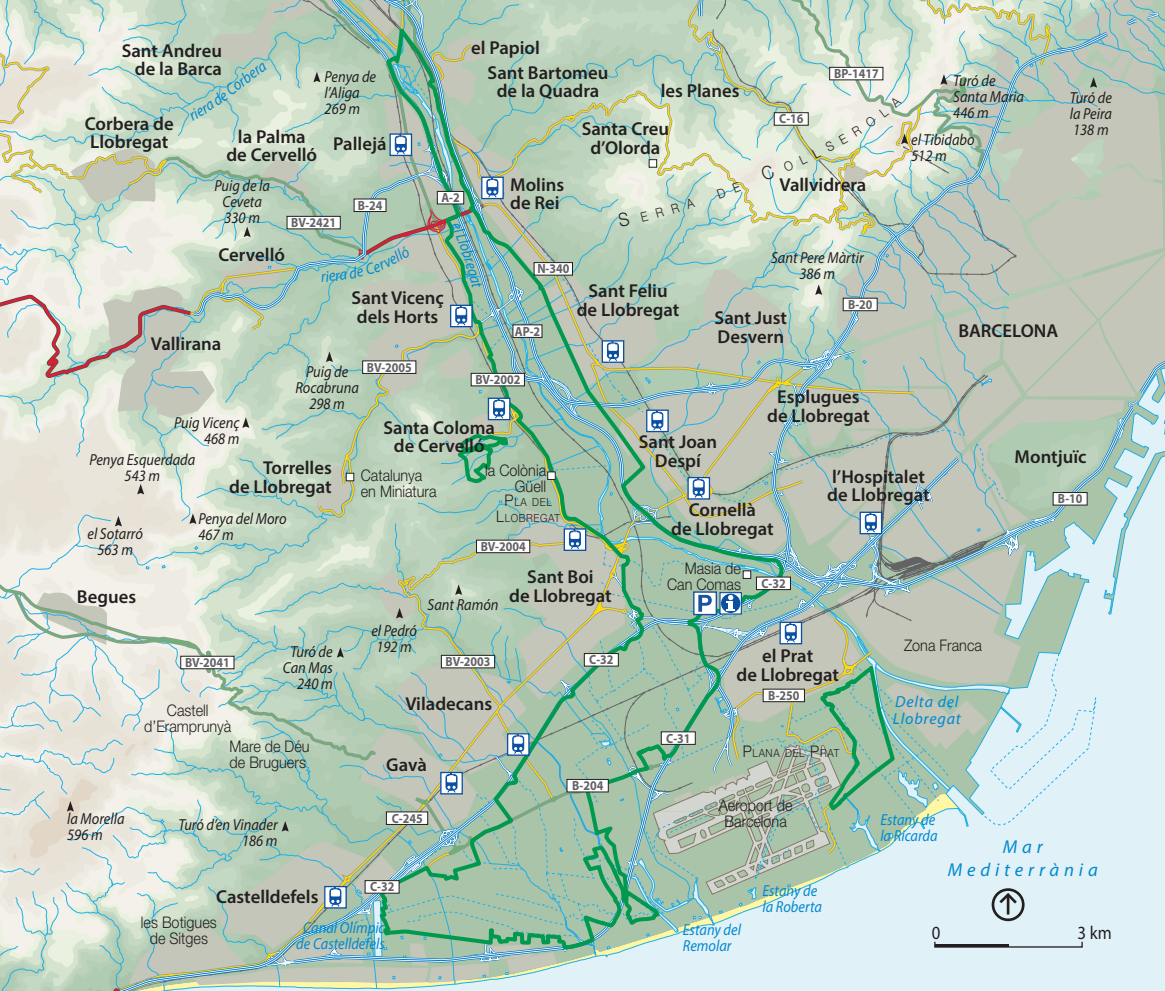 Sant Andreu
de la Barca
el Papiol
Penya de
l'Aliga
269 m
Sant Bartomeu
de la Quadra
les Planes
BP-1417
Turó de
Santa Maria
446 m
Turó de
la Peira
138 m
riera de Corbera
Corbera de
Llobregat
la Palma
de Cervelló
Pallejá
C-16
Santa Creu
d'Olorda
el Tibidabo
512 m
SERRA DE COLLSEROLA
Vallvidrera
Puig de la
Ceveta
330 m
BV-2421
B-24
A-2
Molins
de Rei
Cervelló
riera de Cervelló
el Llobregat
N-340
Sant Pere Màrtir
386 m
Sant Vicenç
dels Horts
Sant Feliu
de Llobregat
B-20
Sant Just
Desvern
BARCELONA
AP-2
Vallirana
BV-2005
Puig de
Rocabruna
298 m
BV-2002
Esplugues
de Llobregat
Puig Vicenç
468 m
Santa Coloma
de Cervelló
Sant Joan
Despí
Penya Esquerdada
543 m
Torrelles
de Llobregat
Catalunya
en Miniatura
la Colònia
Güell
PLA DEL
LLOBREGAT
l'Hospitalet
de Llobregat
Montjuïc
B-10
Cornellà
de Llobregat
el Sotarró
563 m
Penya del Moro
467 m
BV-2004
Masia de
Can Comas
C-32
P
i
Sant Boi
de Llobregat
Begues
Sant Ramón
el Pedró
192 m
Zona Franca
Turó de
Can Mas
240 m
BV-2041
BV-2003
C-32
el Prat
de Llobregat
B-250
Viladecans
Delta del
Llobregat
Castell
d'Eramprunyà
Mare de Déu
de Bruguers
C-31
PLANA DEL PRAT
Gavà
B-204
Aeroport de
Barcelona
la Morella
596 m
Turó d'en Vinader
186 m
C-245
Estany de
la Ricarda
Mar
Mediterrània
Castelldefels
C-32
Estany de
la Roberta
les Botigues
de Sitges
Canal Olímpic
de Castelldefels
Estany del
Remolar
0
3 km